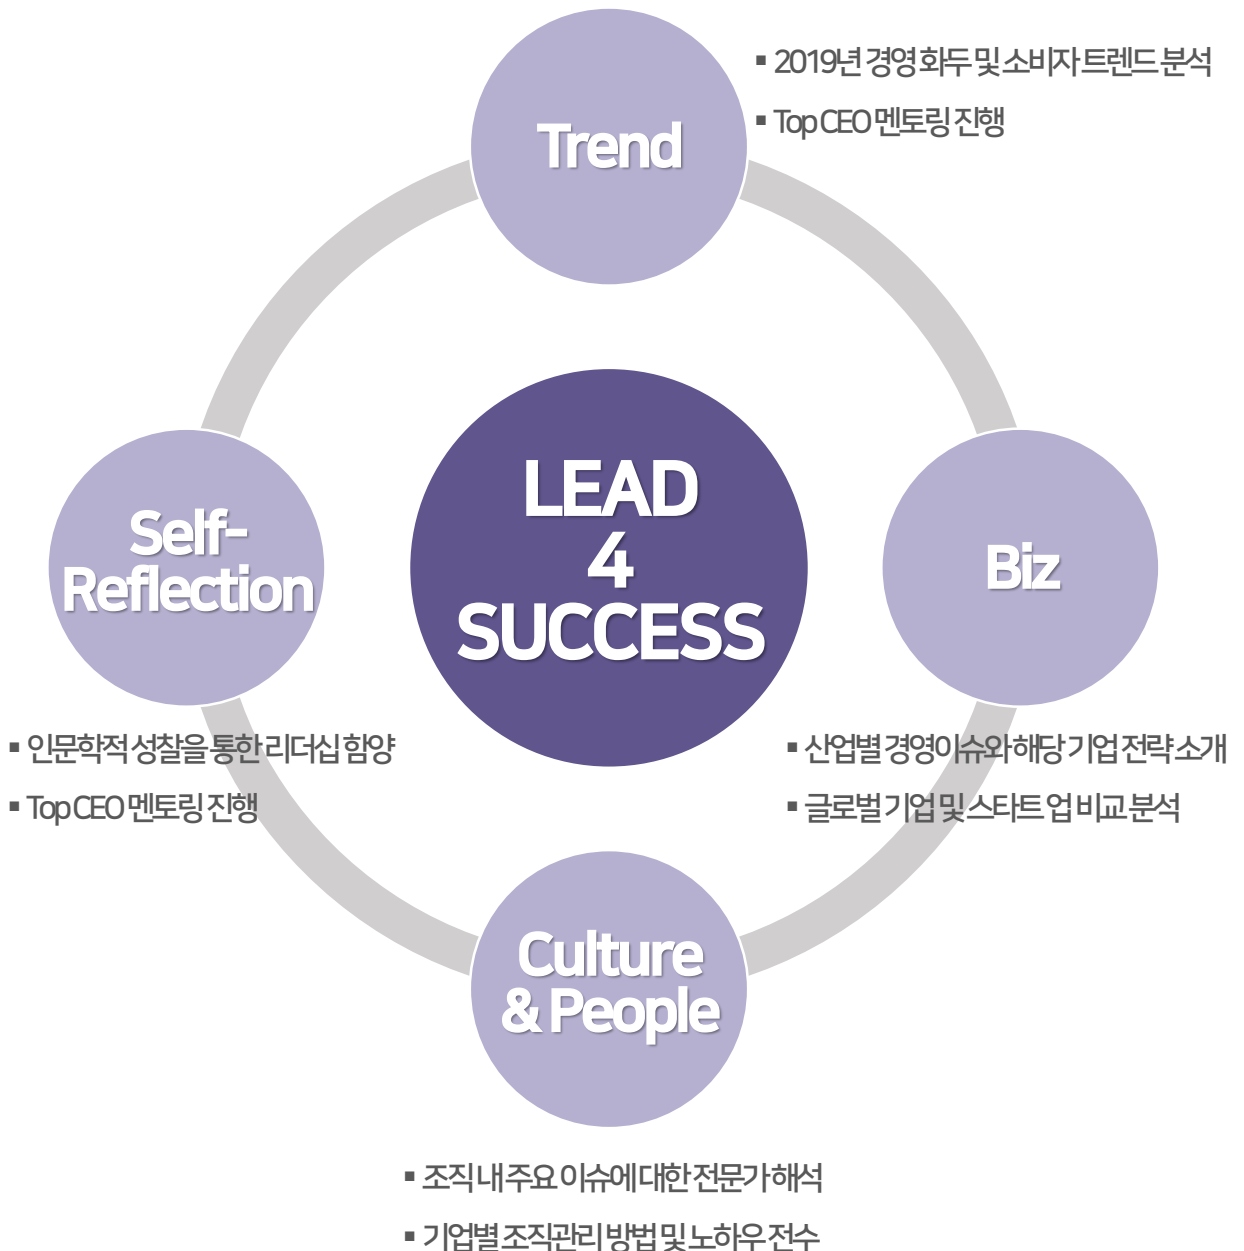 Trend
▪ 2019년 경영 화두 및 소비자 트렌드 분석
▪ Top CEO 멘토링 진행
LEAD
4
SUCCESS
Self-
Reflection
Biz
▪ 인문학적 성찰을 통한 리더십 함양
▪ Top CEO 멘토링 진행
▪ 산업별 경영이슈와 해당 기업 전략 소개
▪ 글로벌 기업 및 스타트 업 비교 분석
Culture
& People
▪ 조직 내 주요 이슈에 대한 전문가 해석
▪ 기업별 조직관리 방법 및 노하우 전수